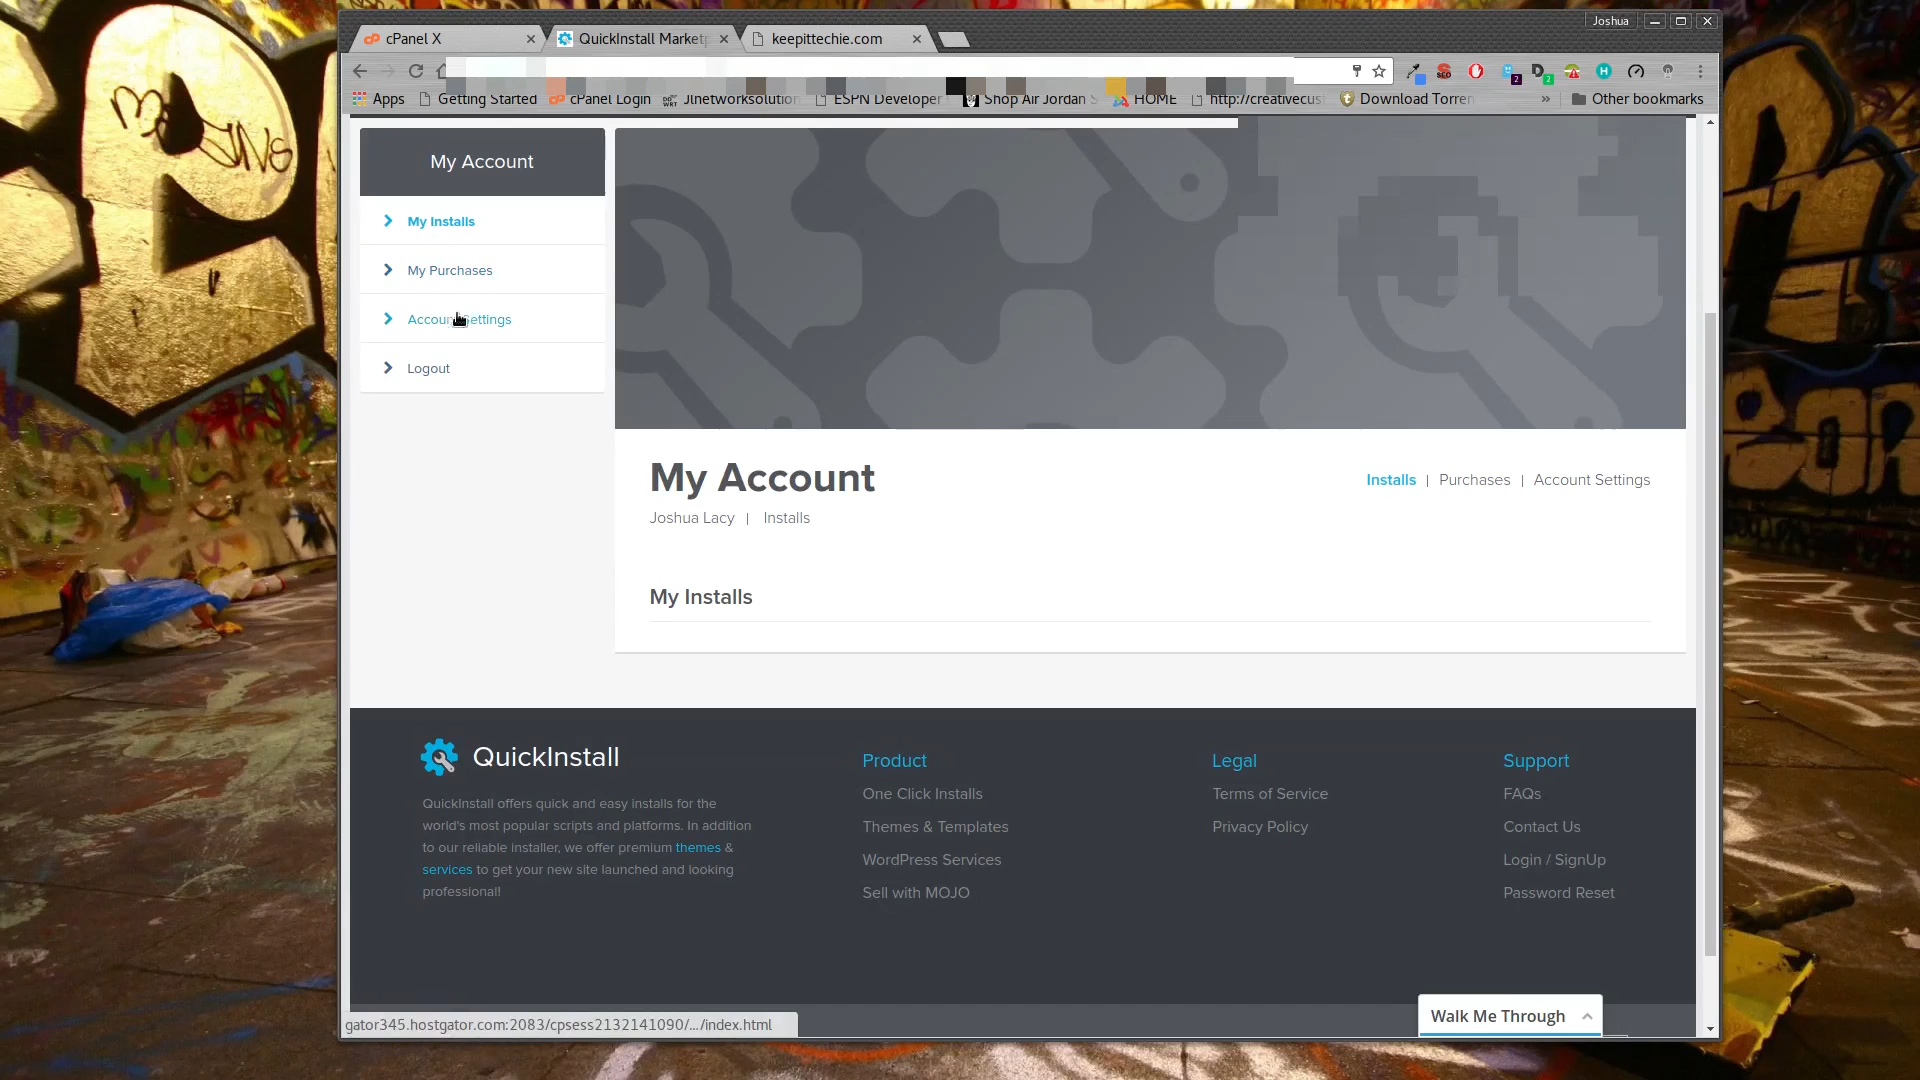 Joshua
cPanel X
QuickInstall Marketp
keepittechie.com
Apps
Getting Started
cPanel Login
Jlnetworksolution
ESPN Developer
Shop Air Jordan S
HOME
http://creativecus
Download Torren
»
Other bookmarks
My Account
My Installs
My Purchases
Account Settings
Logout
My Account
Installs | Purchases | Account Settings
Joshua Lacy | Installs
My Installs
QuickInstall
QuickInstall offers quick and easy installs for the
world's most popular scripts and platforms. In addition
to our reliable installer, we offer premium themes &
services to get your new site launched and looking
professional!
Product
One Click Installs
Themes & Templates
WordPress Services
Sell with MOJO
Legal
Terms of Service
Privacy Policy
Support
FAQs
Contact Us
Login / SignUp
Password Reset
gator345.hostgator.com:2083/cpsess2132141090/.../index.html
Walk Me Through